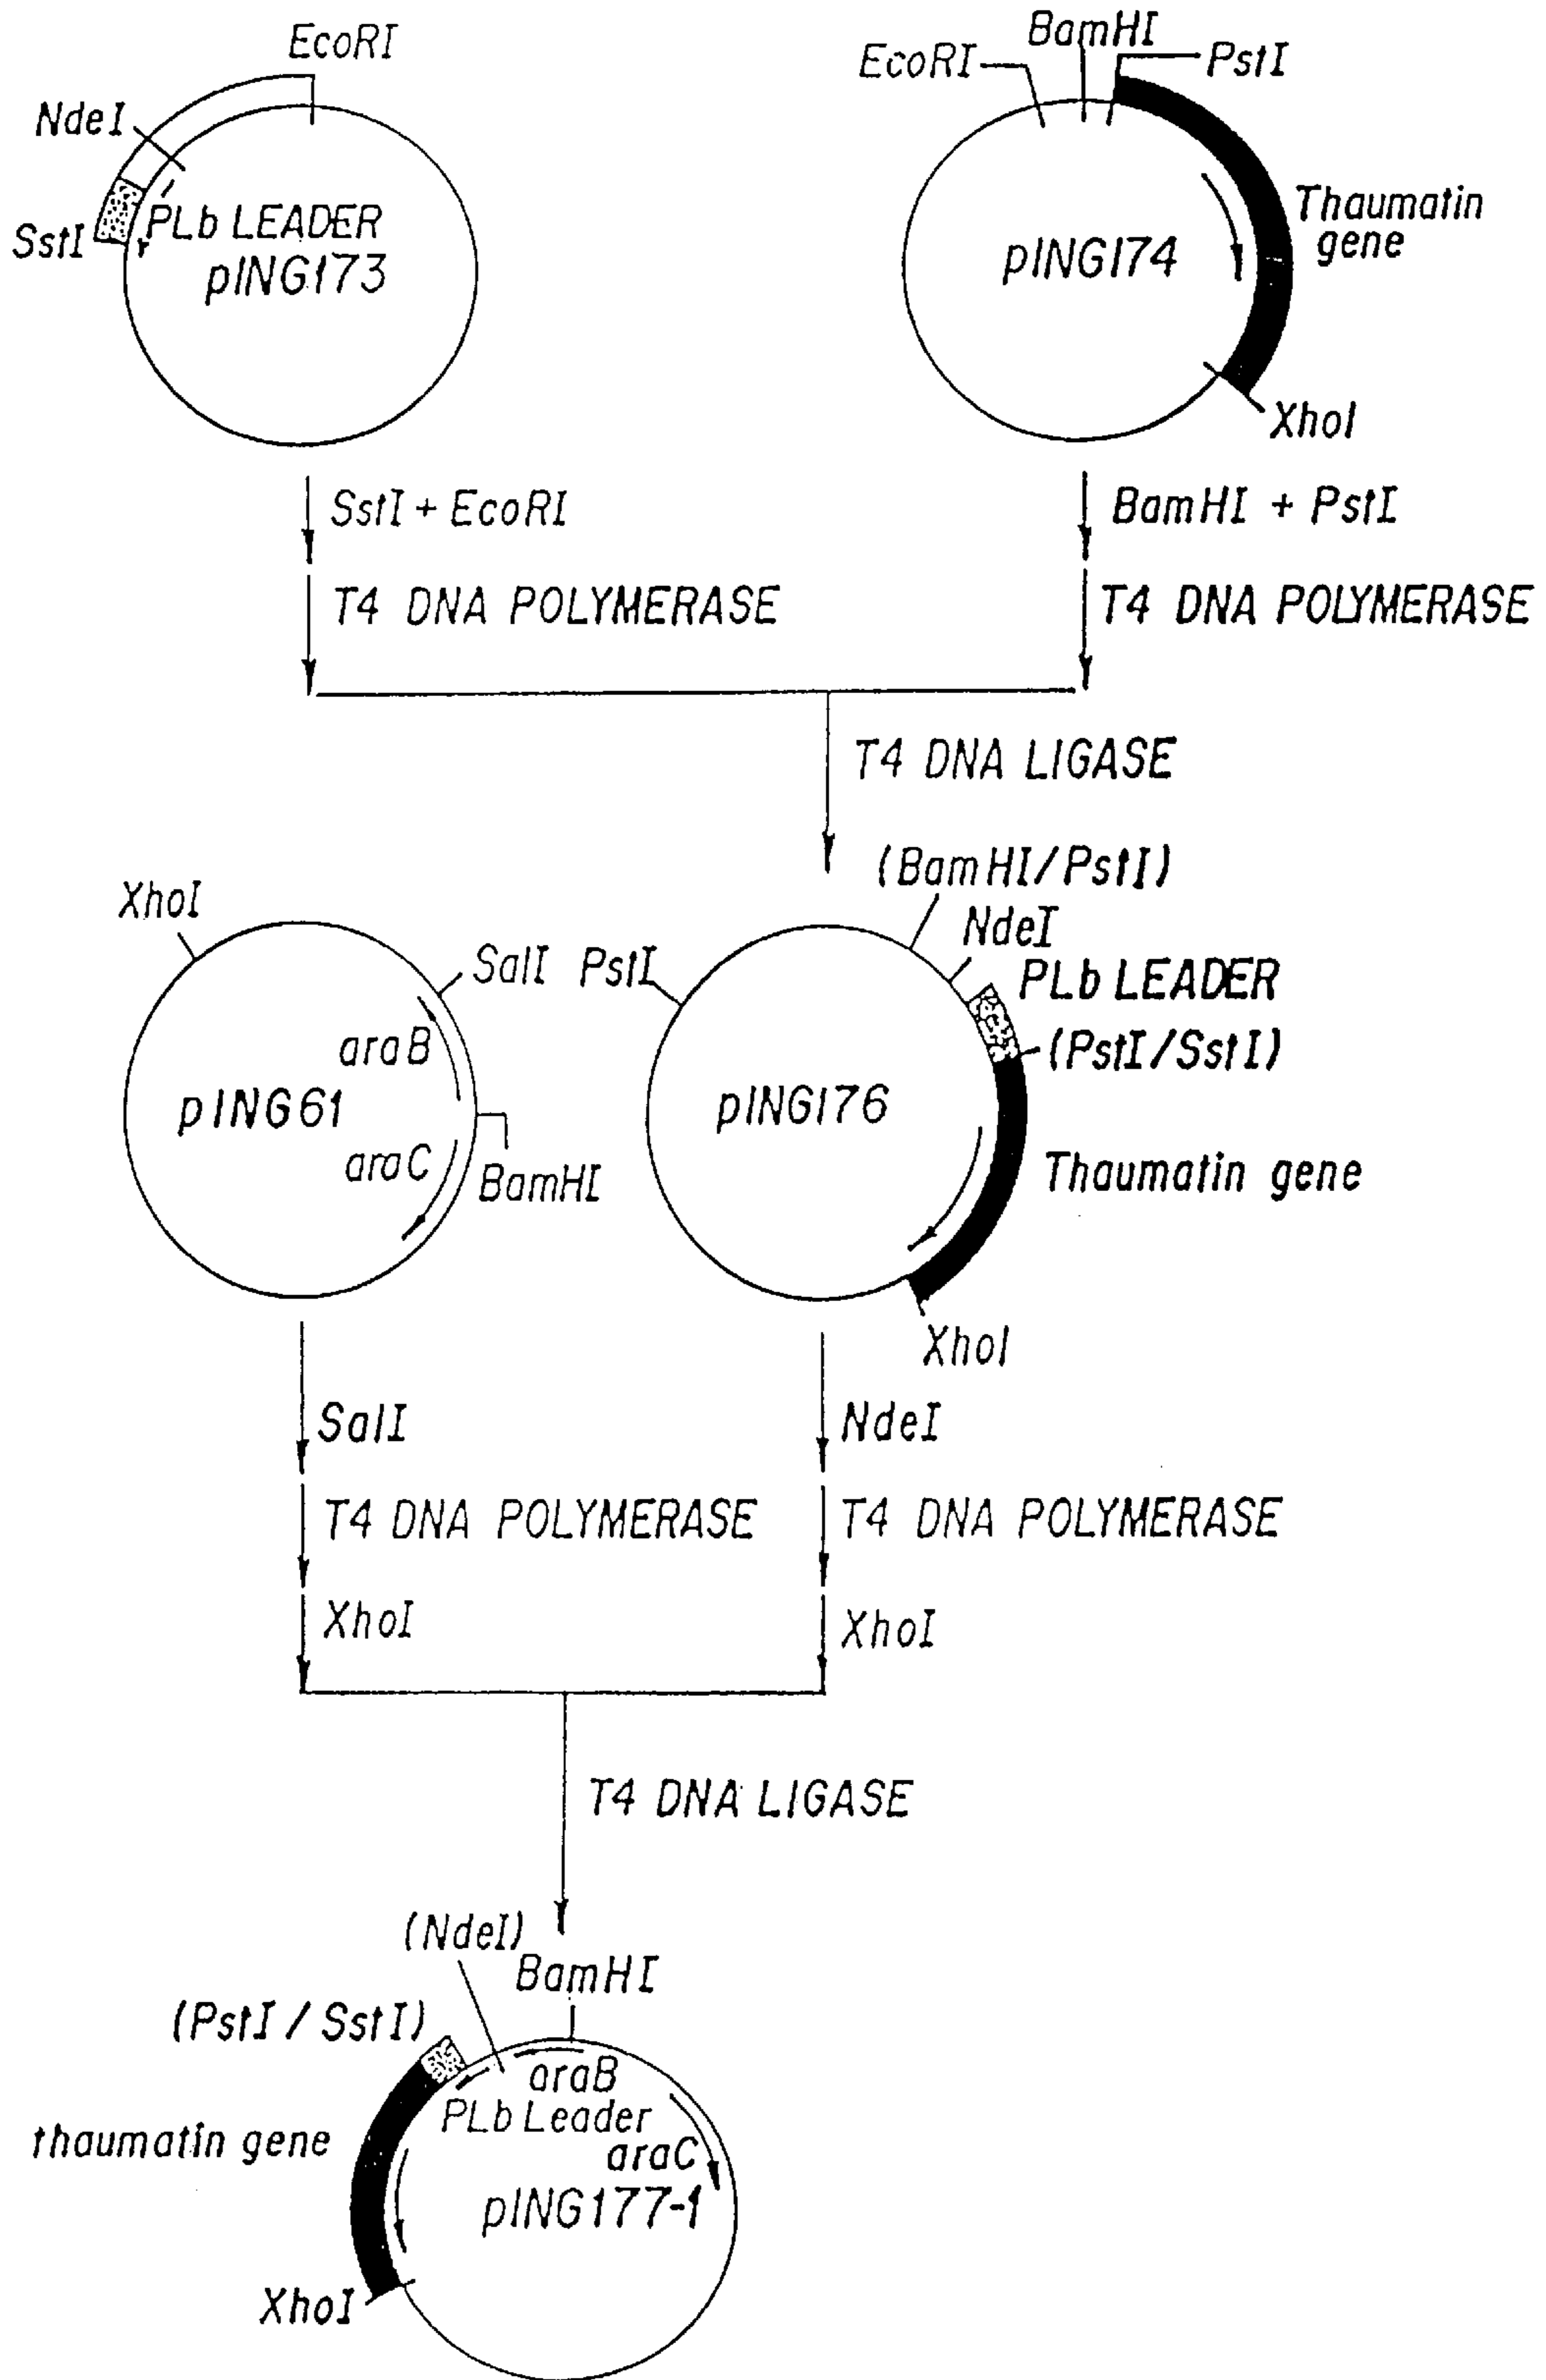 EcoRI
NdeI
SstI
PLb LEADER
pING173
BamHI
EcoRI
PstI
Thaumatin
gene
pING174
XhoI
SstI + EcoRI
BamHI + PstI
T4 DNA POLYMERASE
T4 DNA POLYMERASE
T4 DNA LIGASE
(BamHI/PstI)
XhoI
NdeI
SalI
PstI
PLb LEADER
(PstI/SstI)
araB
pING61
araC
BamHI
pING176
Thaumatin gene
XhoI
SalI
NdeI
T4 DNA POLYMERASE
T4 DNA POLYMERASE
XhoI
XhoI
T4 DNA LIGASE
(NdeI)
BamHI
(PstI / SstI)
araB
PLb Leader
thaumatin gene
araC
pING177-1
XhoI